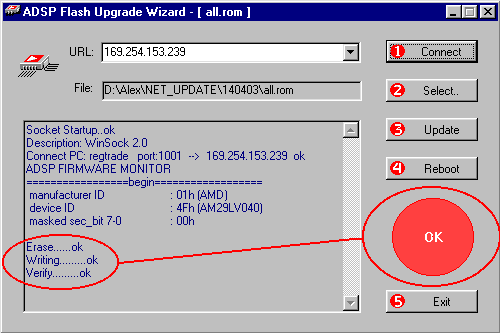 ADSP Flash Upgrade Wizard - [ all.rom ]
URL: 169.254.153.239
1 Connect
File: D:\Alex\NET_UPDATE\140403\all.rom
2 Select..
Socket Startup..ok
Description: WinSock 2.0
Connect PC: regtrade port:1001 --> 169.254.153.239 ok
ADSP FIRMWARE MONITOR
=================begin==================
manufacturer ID : 01h (AMD)
device ID : 4Fh (AM29LV040)
masked sec_bit 7-0 : 00h
Erase......ok
Writing.........ok
Verify.........ok
3 Update
4 Reboot
OK
5 Exit